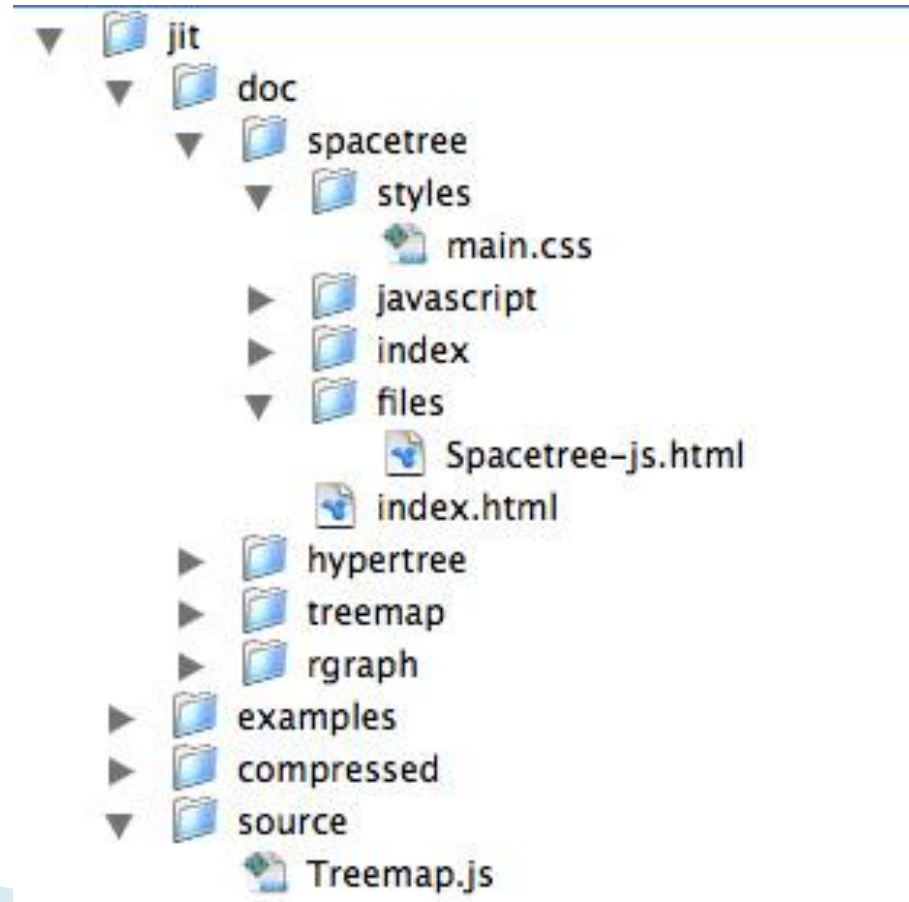 jit
doc
spacetree
styles
main.css
javascript
index
files
Spacetree-js.html
index.html
hypertree
treemap
rgraph
examples
compressed
source
Treemap.js